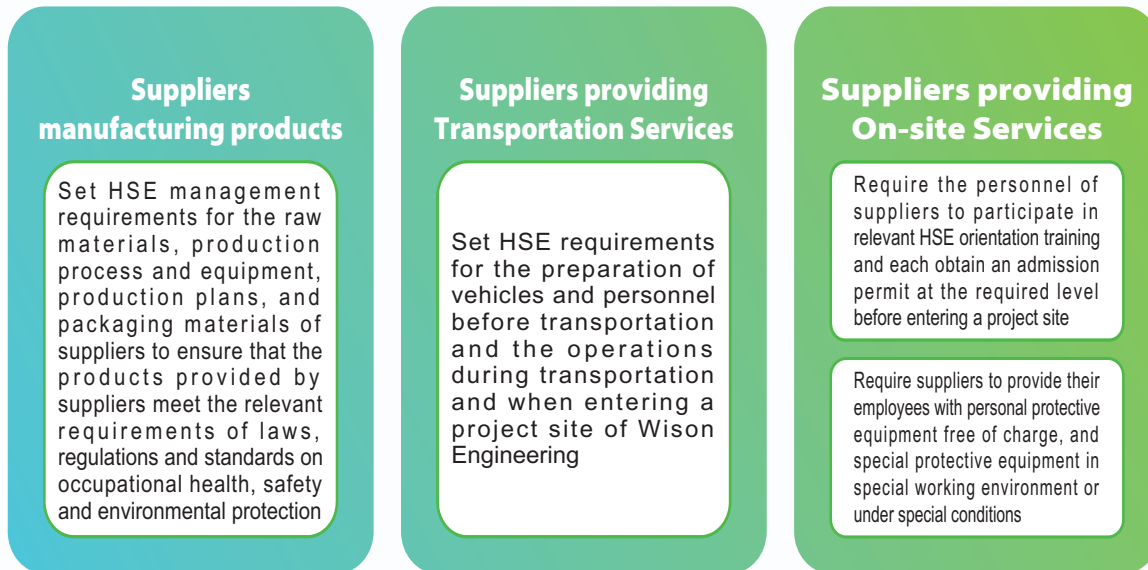 Suppliers
manufacturing products
Set HSE management
requirements for the raw
materials, production
process and equipment,
production plans, and
packaging materials of
suppliers to ensure that the
products provided by
suppliers meet the relevant
requirements of laws,
regulations and standards on
occupational health, safety
and environmental protection
Suppliers providing
Transportation Services
Set HSE requirements
for the preparation of
vehicles and personnel
before transportation
and the operations
during transportation
and when entering a
project site of Wison
Engineering
Suppliers providing
On-site Services
Require the personnel of
suppliers to participate in
relevant HSE orientation training
and each obtain an admission
permit at the required level
before entering a project site
Require suppliers to provide their
employees with personal protective
equipment free of charge, and
special protective equipment in
special working environment or
under special conditions